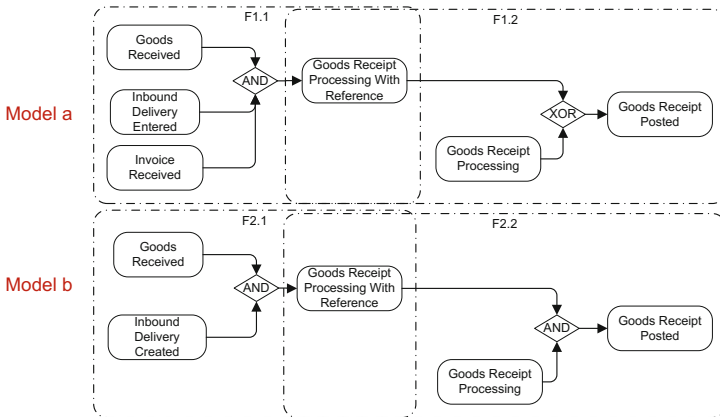 F1.1
F1.2
Goods
Received
AND
Goods Receipt
Processing With
Reference
Model a
Inbound
Delivery
Entered
XOR
Goods Receipt
Posted
Invoice
Received
Goods Receipt
Processing
F2.1
F2.2
Goods
Received
AND
Goods Receipt
Processing With
Reference
Model b
Inbound
Delivery
Created
AND
Goods Receipt
Posted
Goods Receipt
Processing